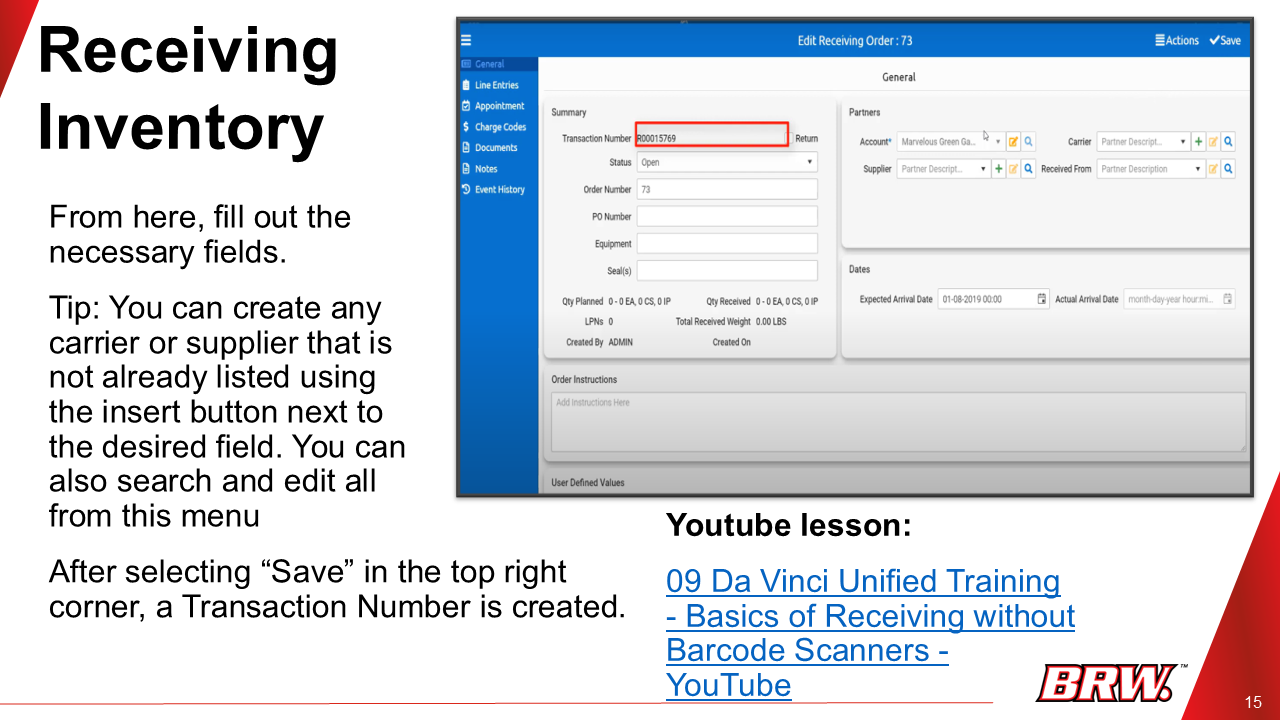 Receiving
Inventory
From here, fill out the
necessary fields.
Tip: You can create any
carrier or supplier that is
not already listed using
the insert button next to
the desired field. You can
also search and edit all
from this menu
After selecting “Save” in the top right
corner, a Transaction Number is created.
Edit Receiving Order : 73
Actions
Save
General
Line Entries
Appointment
Charge Codes
Documents
Notes
Event History
General
Summary
Transaction Number R00015769 Return
Status Open
Order Number 73
PO Number
Equipment
Seal(s)
Qty Planned 0 - 0 EA, 0 CS, 0 IP Qty Received 0 - 0 EA, 0 CS, 0 IP
LPNs 0 Total Received Weight 0.00 LBS
Created By ADMIN Created On
Partners
Account* Marvelous Green Ga... Carrier Partner Descript...
Supplier Partner Descript... Received From Partner Description
Dates
Expected Arrival Date 01-08-2019 00:00 Actual Arrival Date month-day-year hour:mi...
Order Instructions
Add Instructions Here
User Defined Values
Youtube lesson:
09 Da Vinci Unified Training
- Basics of Receiving without
Barcode Scanners -
YouTube
BRW.™
15